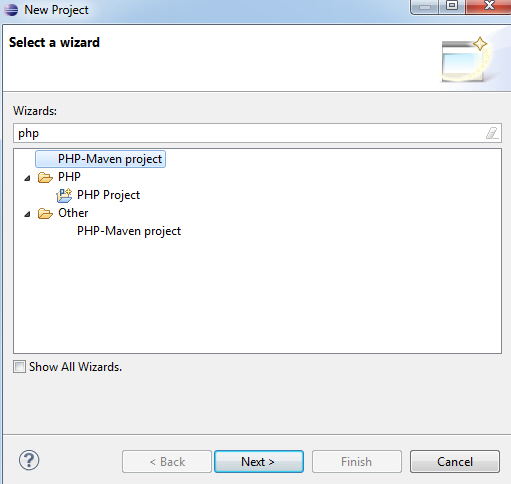 New Project
Select a wizard
Wizards:
php
PHP-Maven project
PHP
PHP Project
Other
PHP-Maven project
Show All Wizards.
? < Back Next > Finish Cancel